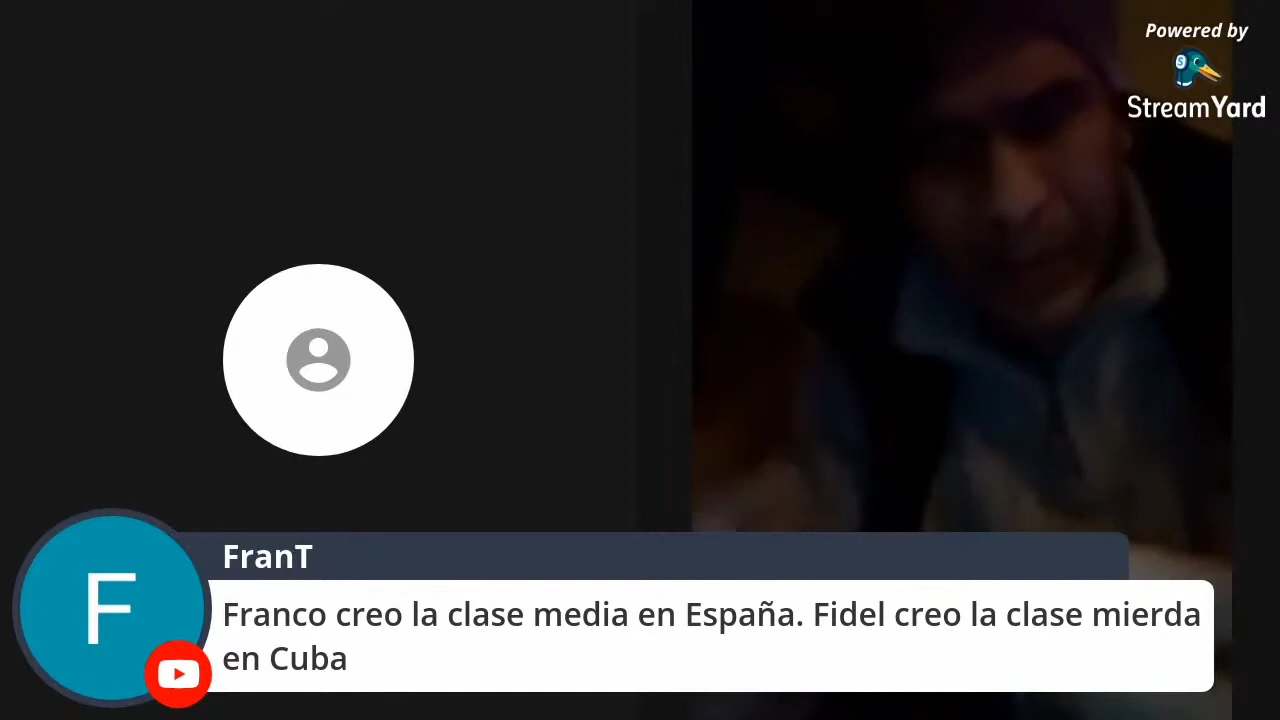 Powered by
StreamYard
FranT
Franco creo la clase media en España. Fidel creo la clase mierda
en Cuba
F